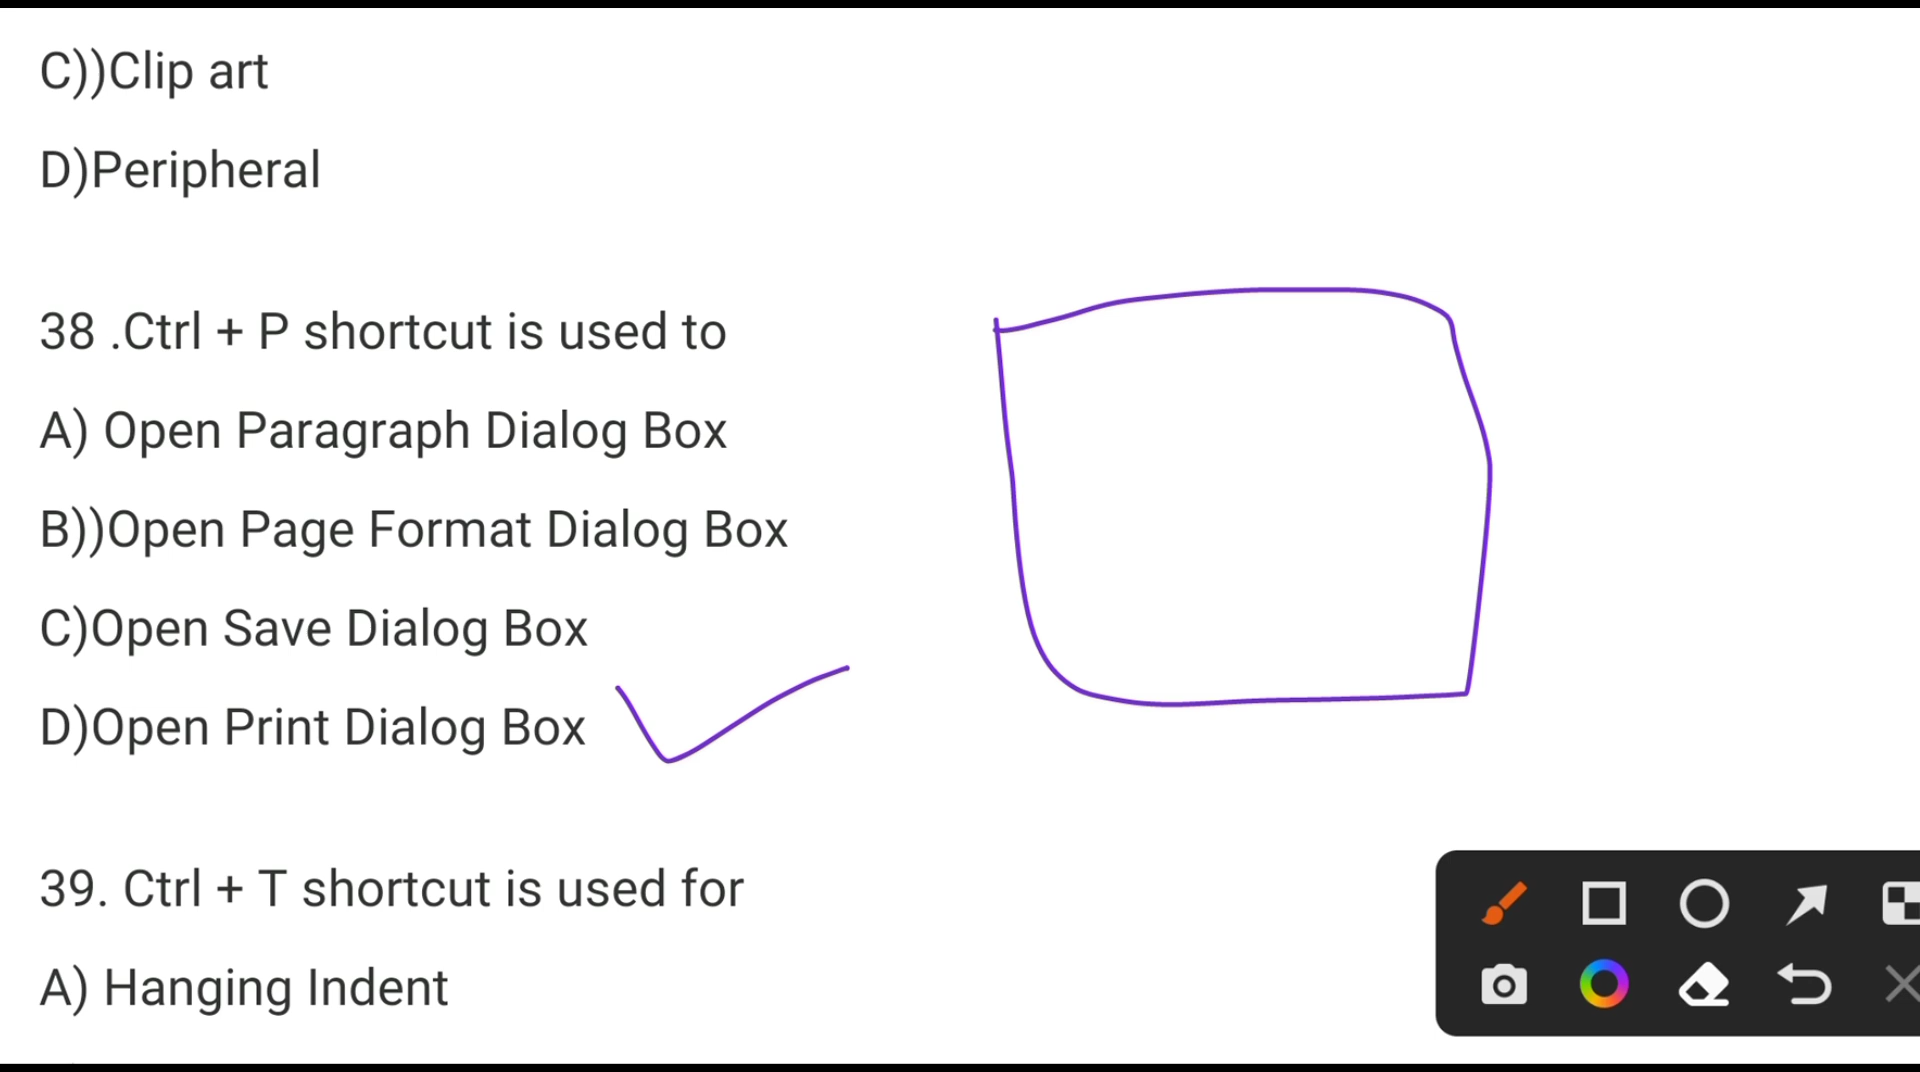 C))Clip art
D)Peripheral
38 .Ctrl + P shortcut is used to
A) Open Paragraph Dialog Box
B))Open Page Format Dialog Box
C)Open Save Dialog Box
D)Open Print Dialog Box
39. Ctrl + T shortcut is used for
A) Hanging Indent